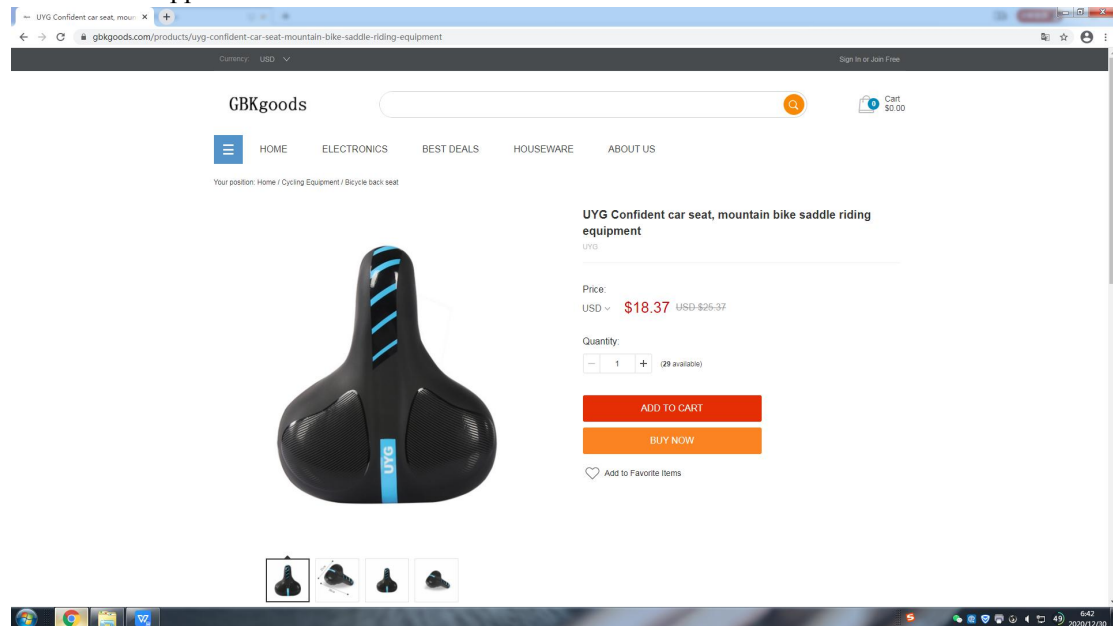 UYG Confident car seat, moun
gbkgoods.com/products/uyg-confident-car-seat-mountain-bike-saddle-riding-equipment
Currency: USD
Sign In or Join Free
GBKgoods
0
Cart
$0.00
HOME ELECTRONICS BEST DEALS HOUSEWARE ABOUT US
Your position: Home / Cycling Equipment / Bicycle back seat
UYG Confident car seat, mountain bike saddle riding
equipment
UYG
Price:
USD $18.37 USD $25.37
Quantity:
1 (29 available)
ADD TO CART
BUY NOW
Add to Favorite Items
UYG
49
6:42
2020/12/30